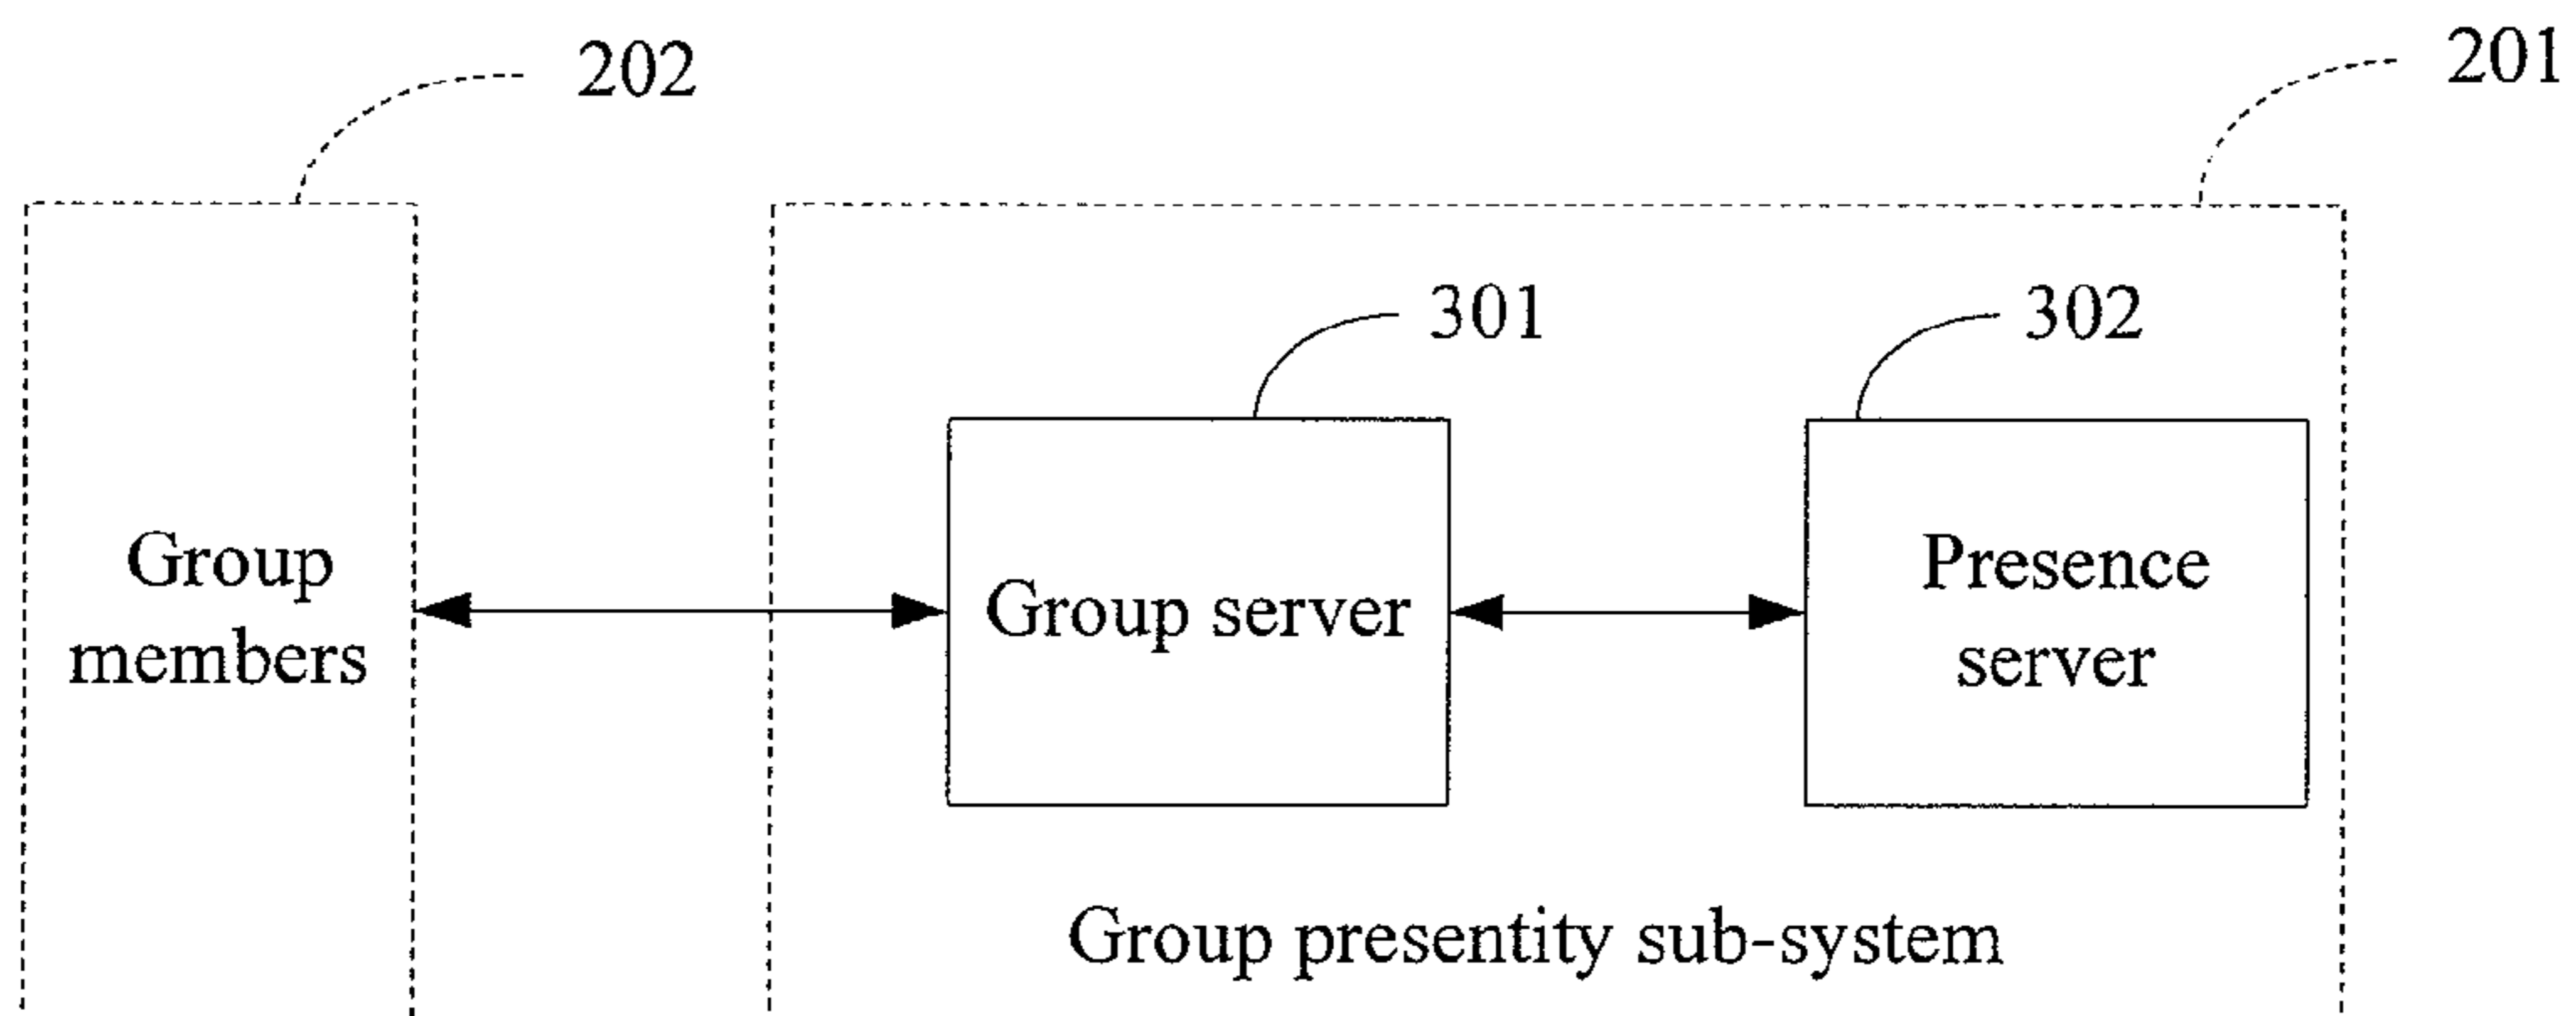 202
201
301
302
Group
members
Group server
Presence
server
Group presentity sub-system